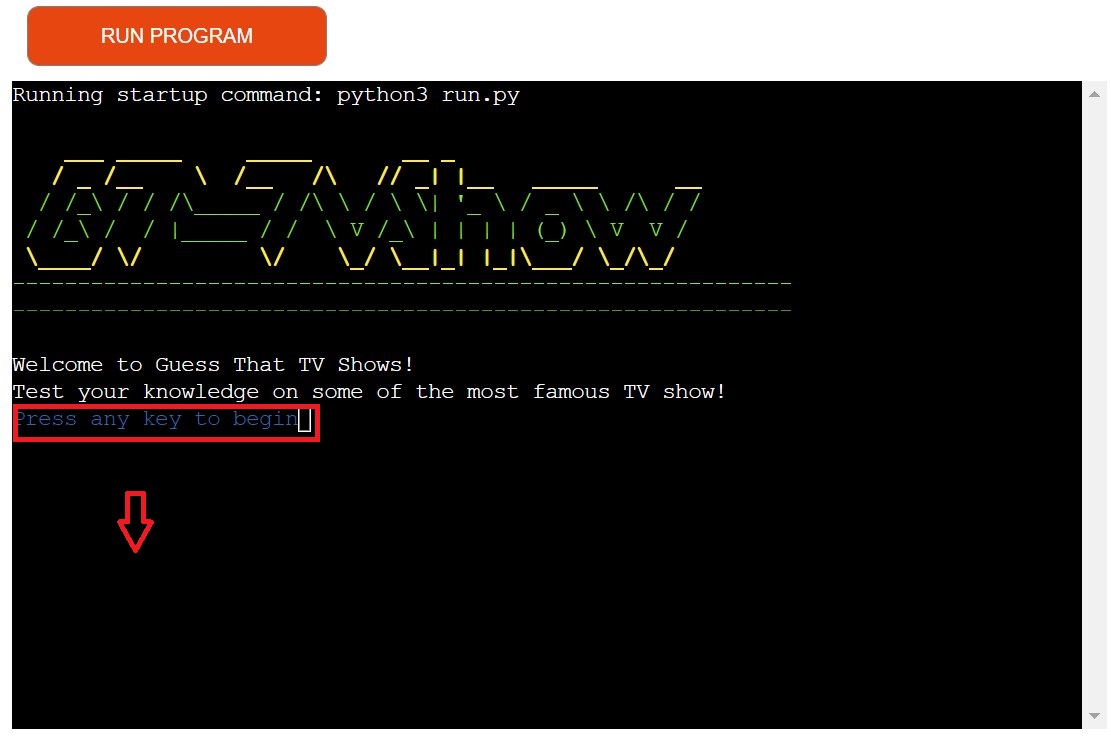 RUN PROGRAM
Running startup command: python3 run.py
Welcome to Guess That TV Shows!
Test your knowledge on some of the most famous TV show!
Press any key to begin